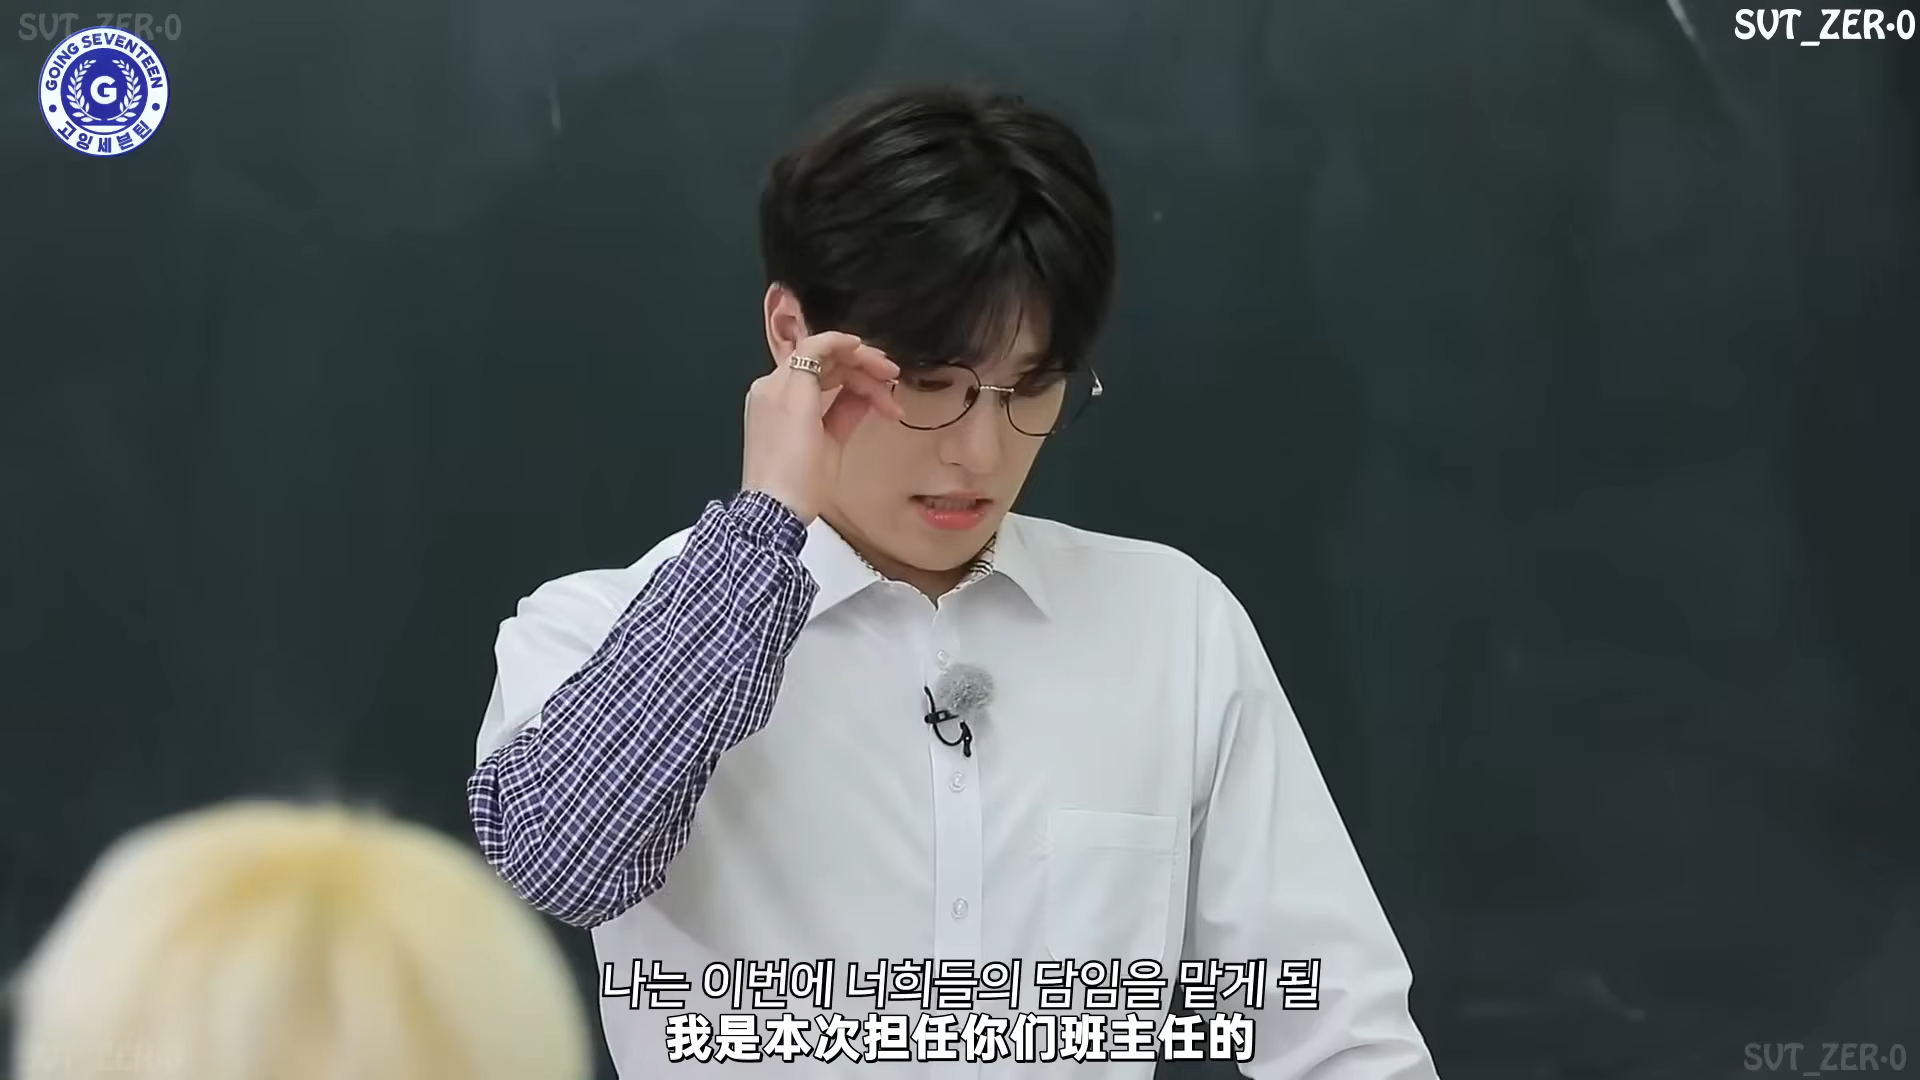 SVT_ZER·0
SVT_ZER·0
GOING SEVENTEEN
G
고잉세븐틴
나는 이번에 너희들의 담임을 맡게 될
我是本次担任你们班主任的
SVT_ZER·0
SVT_ZER·0